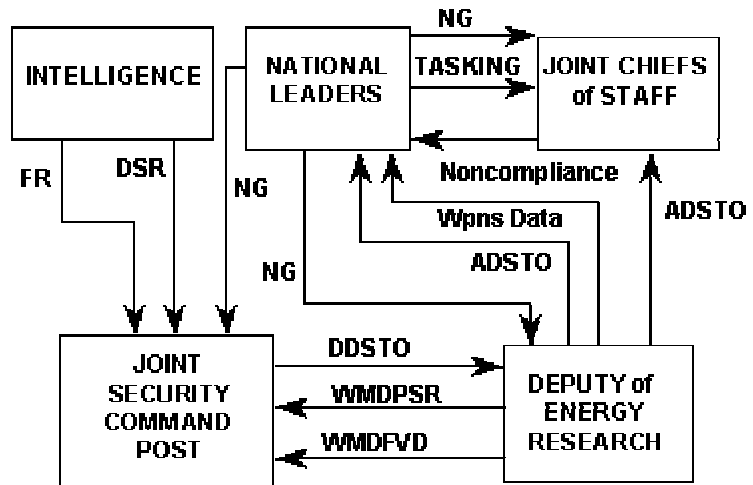 NG
INTELLIGENCE
NATIONAL
LEADERS
TASKING
JOINT CHIEFS
of STAFF
FR
DSR
NG
Noncompliance
Wpns Data
ADSTO
ADSTO
NG
JOINT
SECURITY
COMMAND
POST
DDSTO
WMDPSR
WMDFVD
DEPUTY of
ENERGY
RESEARCH